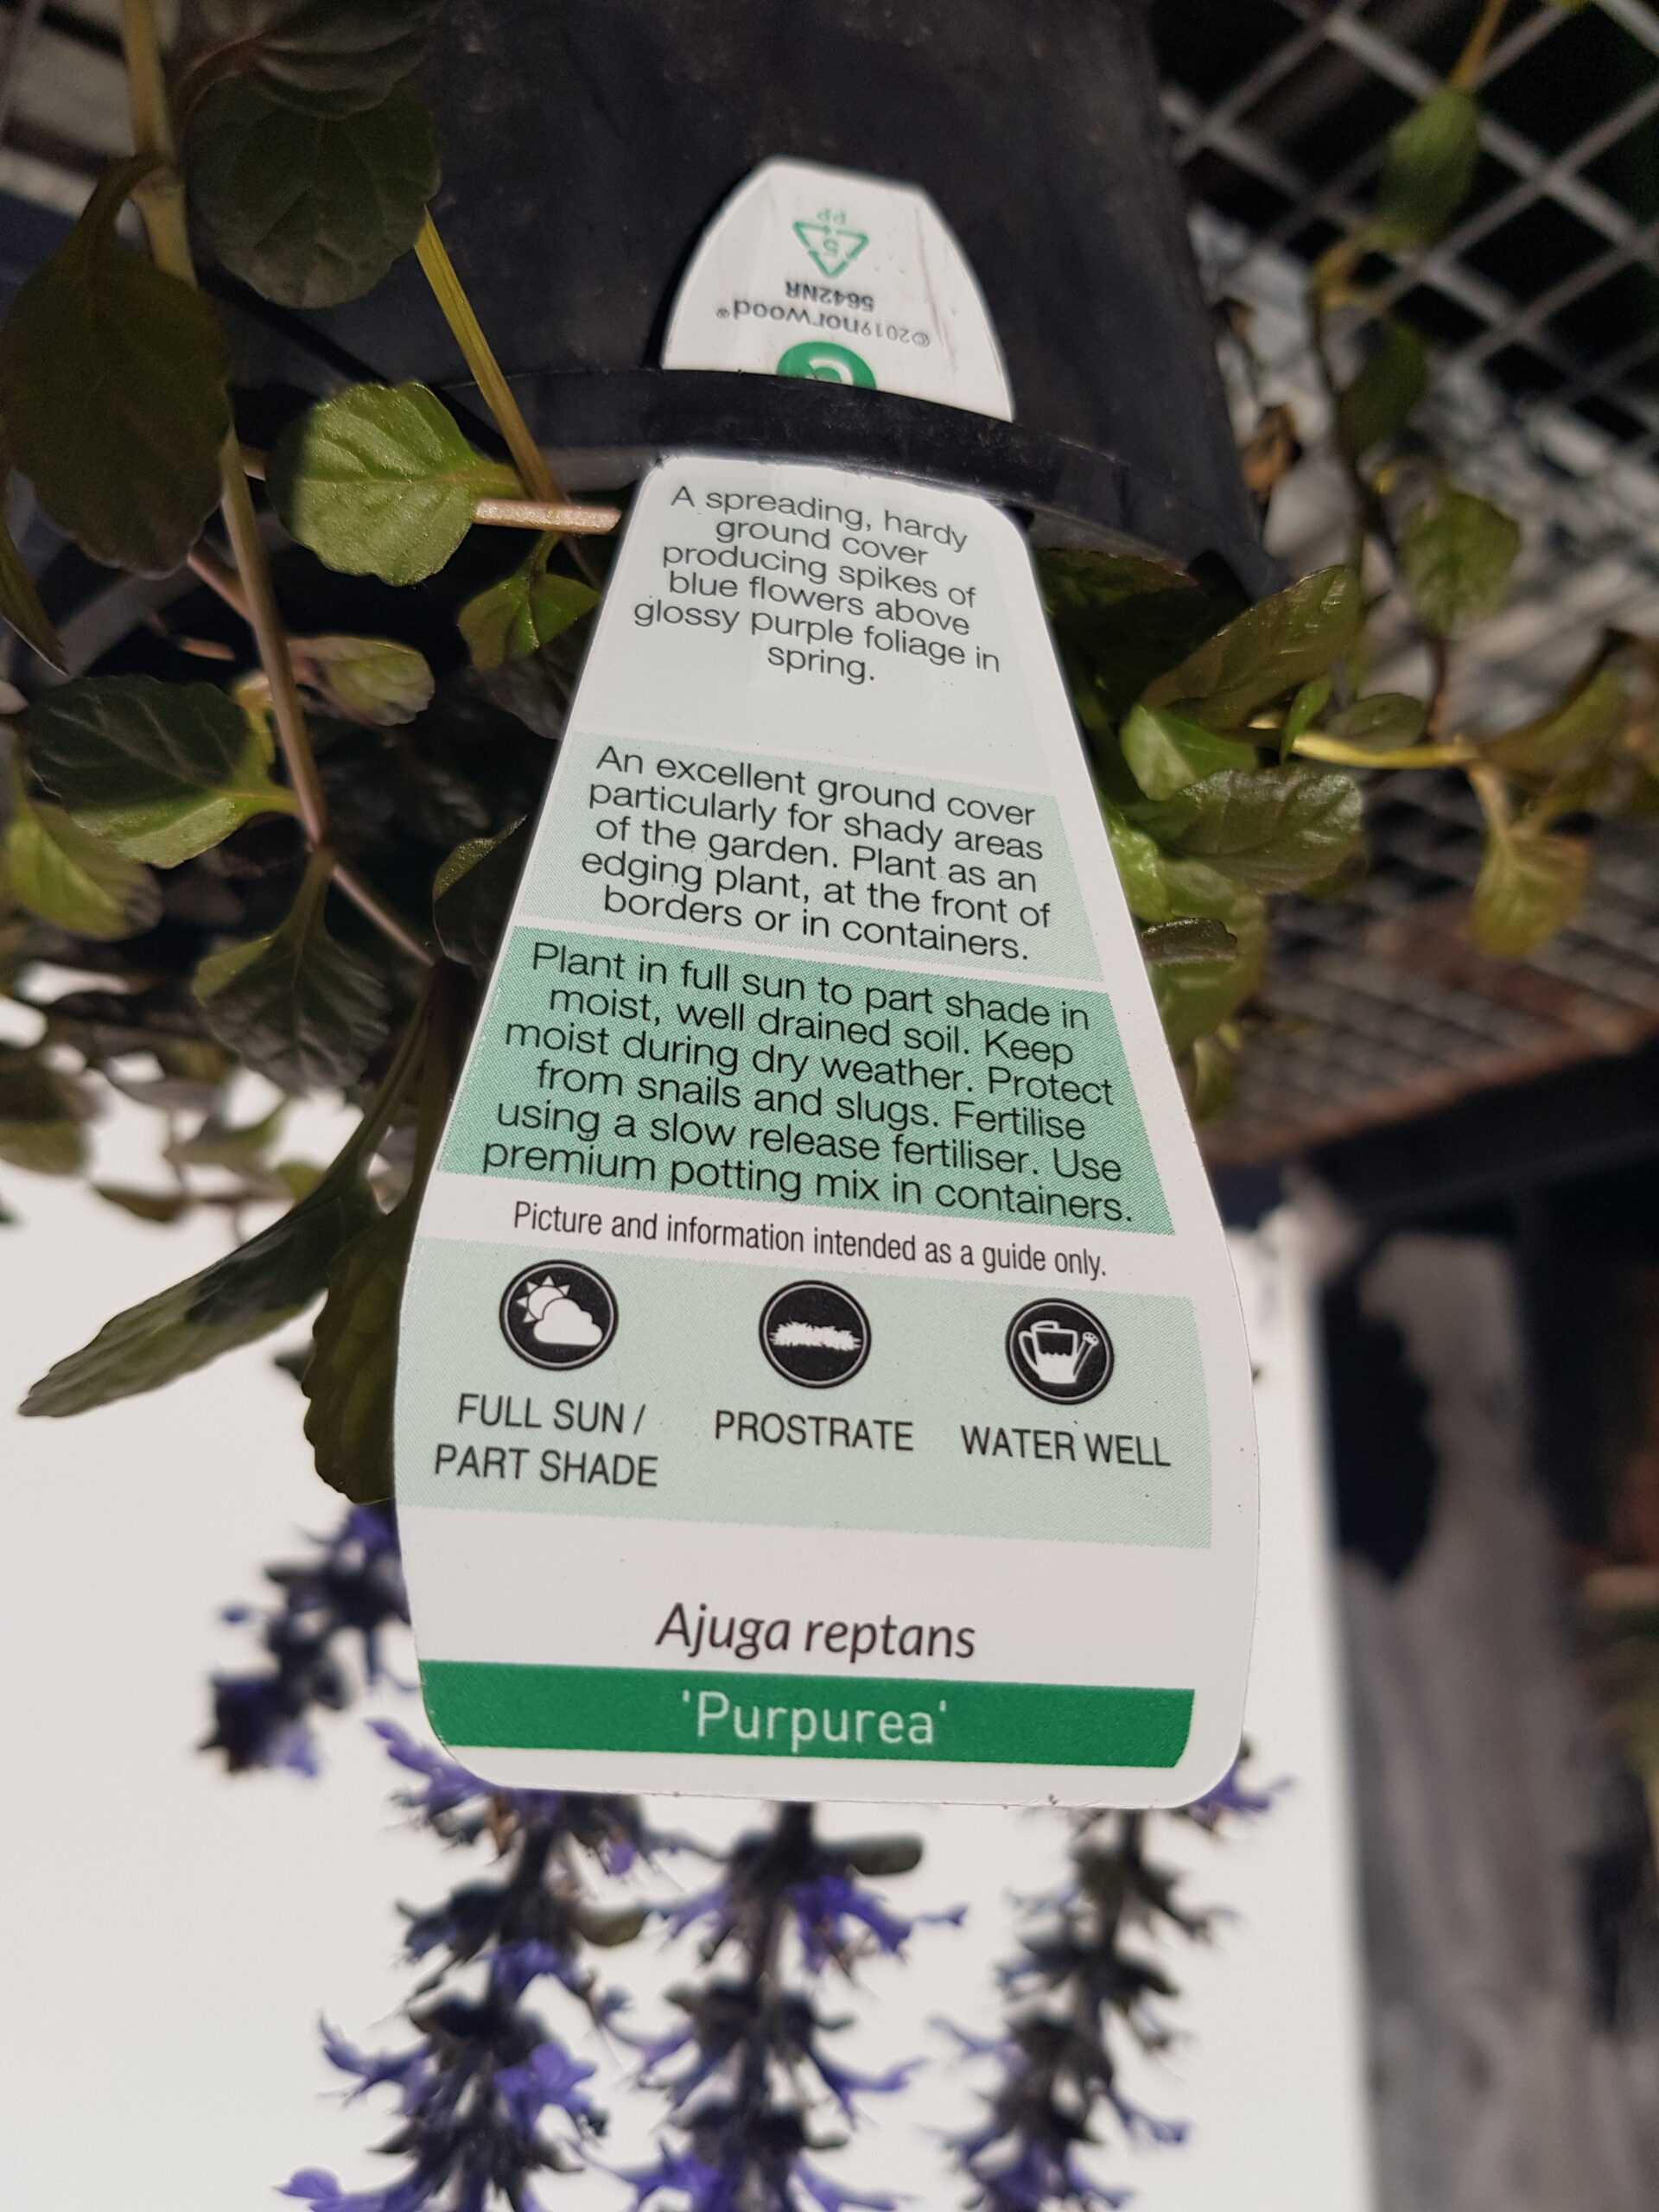 PP
5
5642NR
©2019norwood®
A spreading, hardy
ground cover
producing spikes of
blue flowers above
glossy purple foliage in
spring.
An excellent ground cover
particularly for shady areas
of the garden. Plant as an
edging plant, at the front of
borders or in containers.
Plant in full sun to part shade in
moist, well drained soil. Keep
moist during dry weather. Protect
from snails and slugs. Fertilise
using a slow release fertiliser. Use
premium potting mix in containers.
Picture and information intended as a guide only.
FULL SUN /
PART SHADE
PROSTRATE
WATER WELL
Ajuga reptans
'Purpurea'